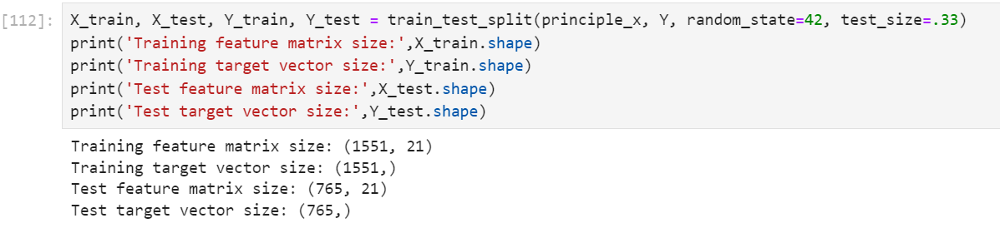 [112]: X_train, X_test, Y_train, Y_test = train_test_split(principle_x, Y, random_state=42, test_size=.33)
print('Training feature matrix size:',X_train.shape)
print('Training target vector size:',Y_train.shape)
print('Test feature matrix size:',X_test.shape)
print('Test target vector size:',Y_test.shape)
Training feature matrix size: (1551, 21)
Training target vector size: (1551,)
Test feature matrix size: (765, 21)
Test target vector size: (765,)